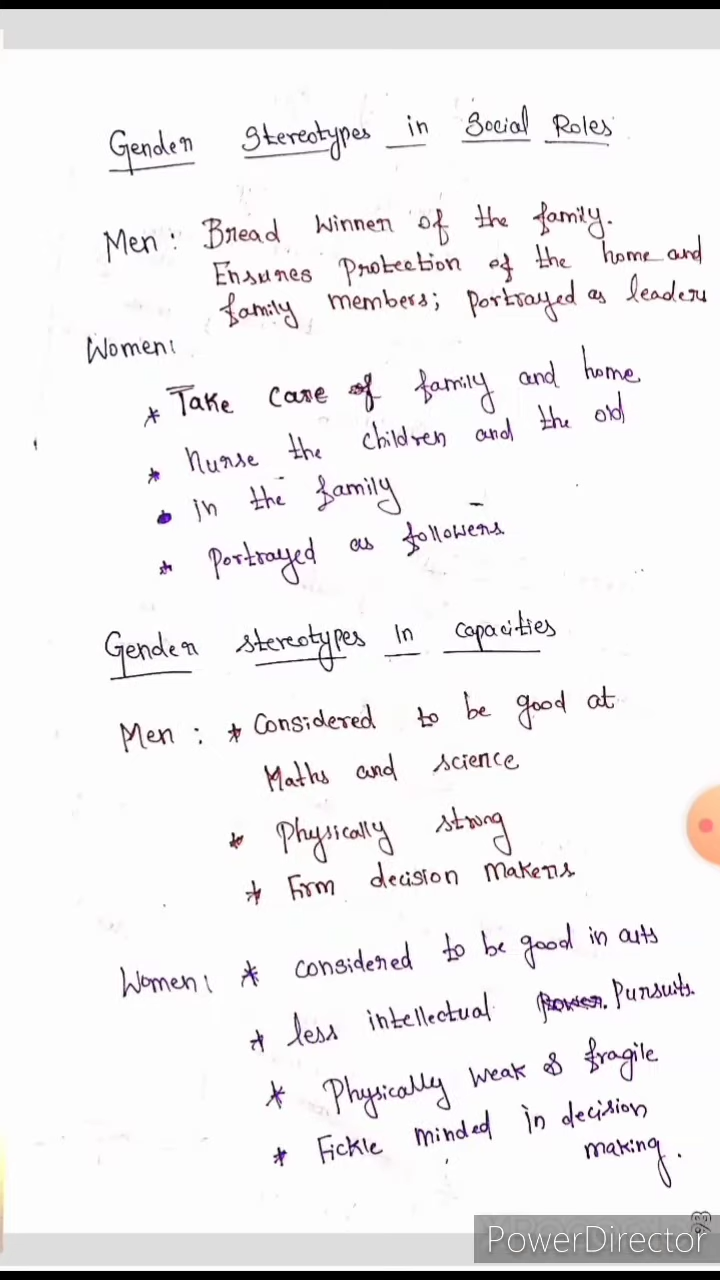 Gender Stereotypes in Social Roles
Men: Bread Winner of the family.
Ensures Protection of the home and
family members; portrayed as leaders
Women:
* Take care of family and home
* Nurse the children and the old
• in the family
* Portrayed as followers
Gender stereotypes In capacities
Men : * Considered to be good at
Maths and science
* Physically strong
* Firm decision makers
Women: * considered to be good in arts
* less intellectual Pursuits.
* Physically weak & fragile
* Fickle minded in decision
making.
PowerDirector